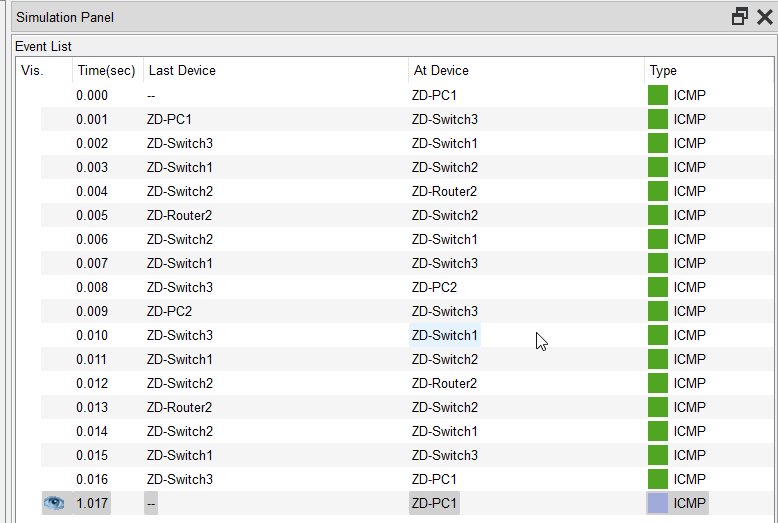 Simulation Panel
Event List
Vis. Time(sec) Last Device At Device Type
0.000 -- ZD-PC1 ICMP
0.001 ZD-PC1 ZD-Switch3 ICMP
0.002 ZD-Switch3 ZD-Switch1 ICMP
0.003 ZD-Switch1 ZD-Switch2 ICMP
0.004 ZD-Switch2 ZD-Router2 ICMP
0.005 ZD-Router2 ZD-Switch2 ICMP
0.006 ZD-Switch2 ZD-Switch1 ICMP
0.007 ZD-Switch1 ZD-Switch3 ICMP
0.008 ZD-Switch3 ZD-PC2 ICMP
0.009 ZD-PC2 ZD-Switch3 ICMP
0.010 ZD-Switch3 ZD-Switch1 ICMP
0.011 ZD-Switch1 ZD-Switch2 ICMP
0.012 ZD-Switch2 ZD-Router2 ICMP
0.013 ZD-Router2 ZD-Switch2 ICMP
0.014 ZD-Switch2 ZD-Switch1 ICMP
0.015 ZD-Switch1 ZD-Switch3 ICMP
0.016 ZD-Switch3 ZD-PC1 ICMP
1.017 -- ZD-PC1 ICMP